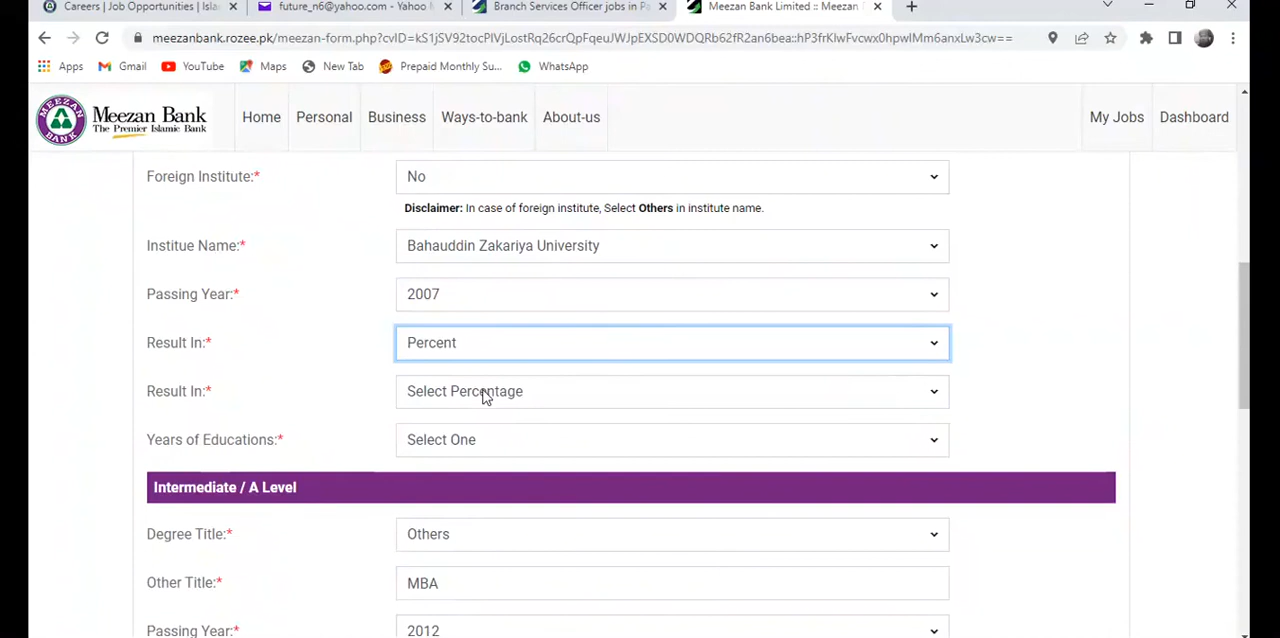 Careers | Job Opportunities | Isla
future_n6@yahoo.com - Yahoo M
Branch Services Officer jobs in Pa
Meezan Bank Limited :: Meezan
meezanbank.rozee.pk/meezan-form.php?cvID=
Apps
Gmail
YouTube
Maps
New Tab
Prepaid Monthly Su...
WhatsApp
MEEZAN BANK
Meezan Bank
The Premier Islamic Bank
Home
Personal
Business
Ways-to-bank
About-us
My Jobs
Dashboard
Foreign Institute:* No
Disclaimer: In case of foreign institute, Select Others in institute name.
Institue Name:* Bahauddin Zakariya University
Passing Year:* 2007
Result In:* Percent
Result In:* Select Percentage
Years of Educations:* Select One
Intermediate / A Level
Degree Title:* Others
Other Title:* MBA
Passing Year:* 2012